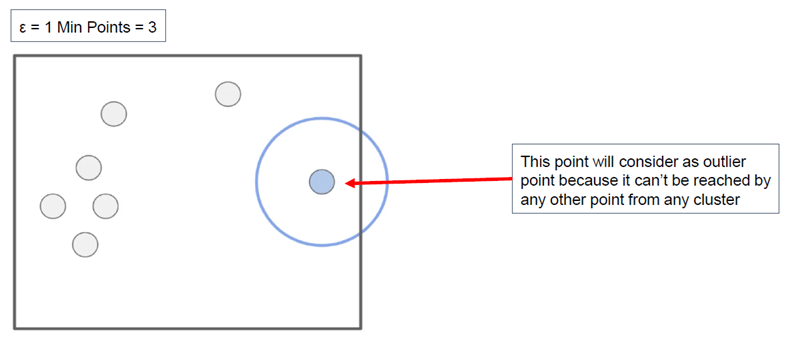 ε = 1 Min Points = 3
This point will consider as outlier
point because it can't be reached by
any other point from any cluster